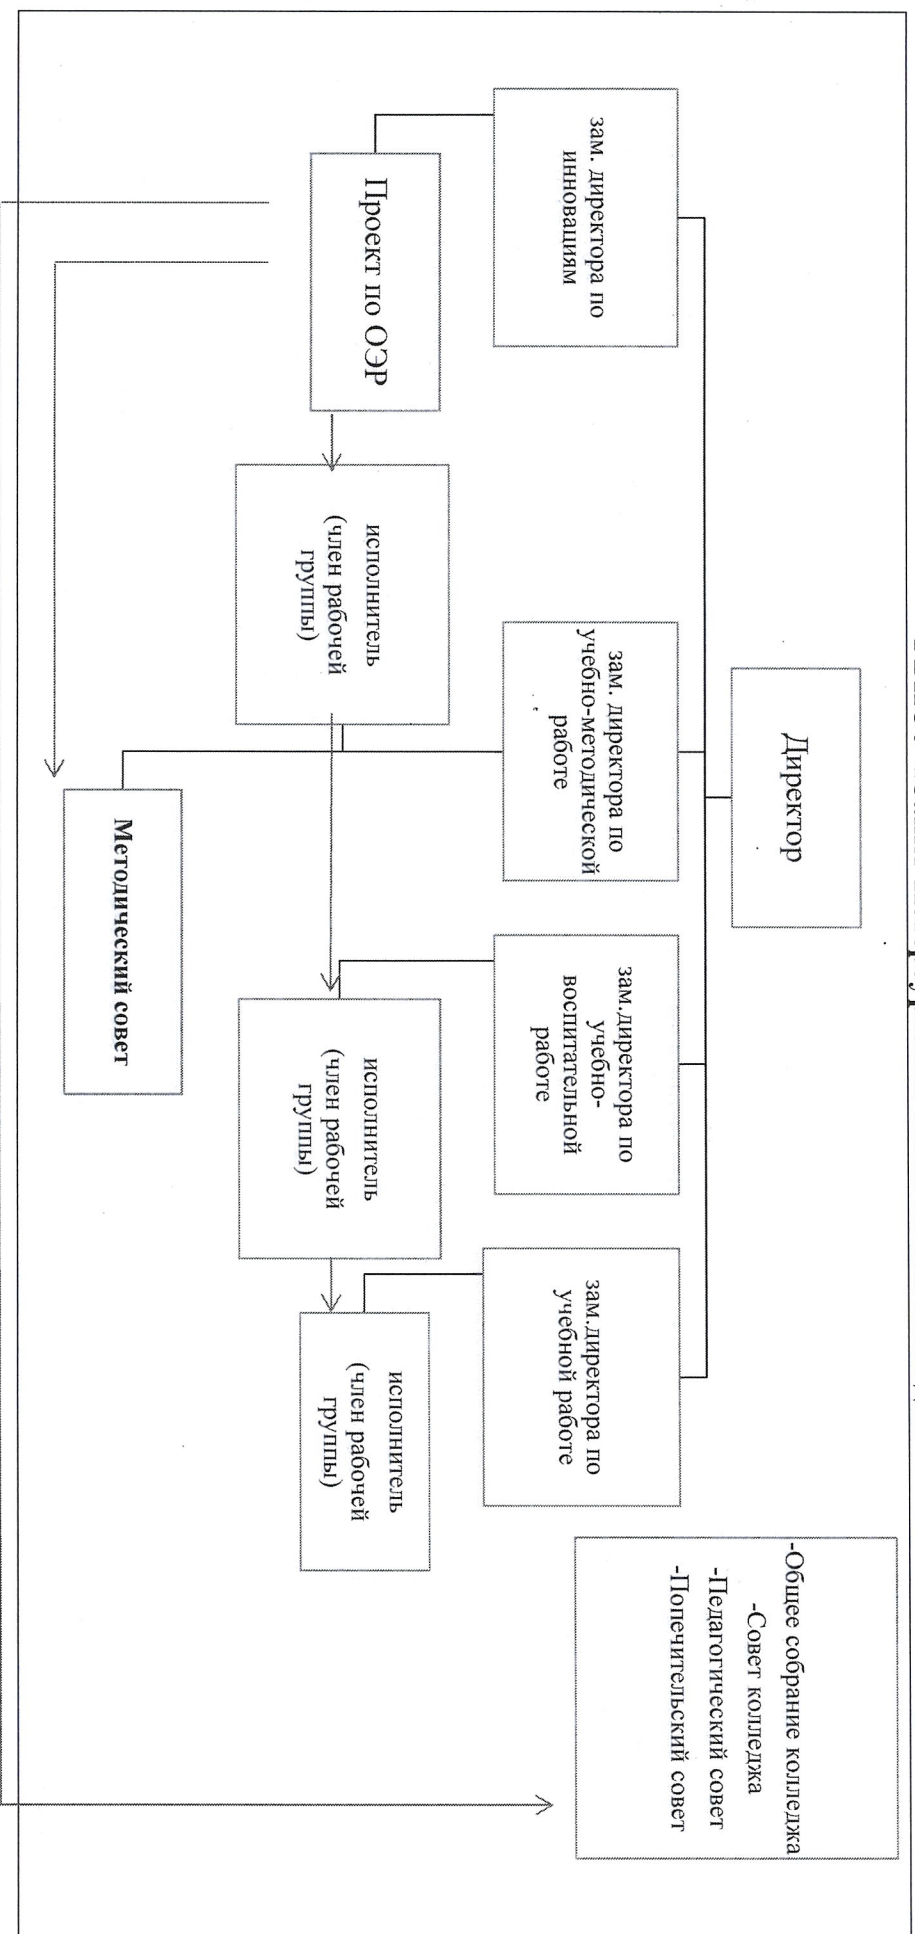 Директор
-Общее собрание колледжа
-Совет колледжа
-Педагогический совет
-Попечительский совет
зам. директора по
инновациям
зам. директора по
учебно-методической
работе
зам.директора по
учебно-
воспитательной
работе
зам.директора по
учебной работе
Проект по ОЭР
исполнитель
(член рабочей
группы)
исполнитель
(член рабочей
группы)
исполнитель
(член рабочей
группы)
Методический совет